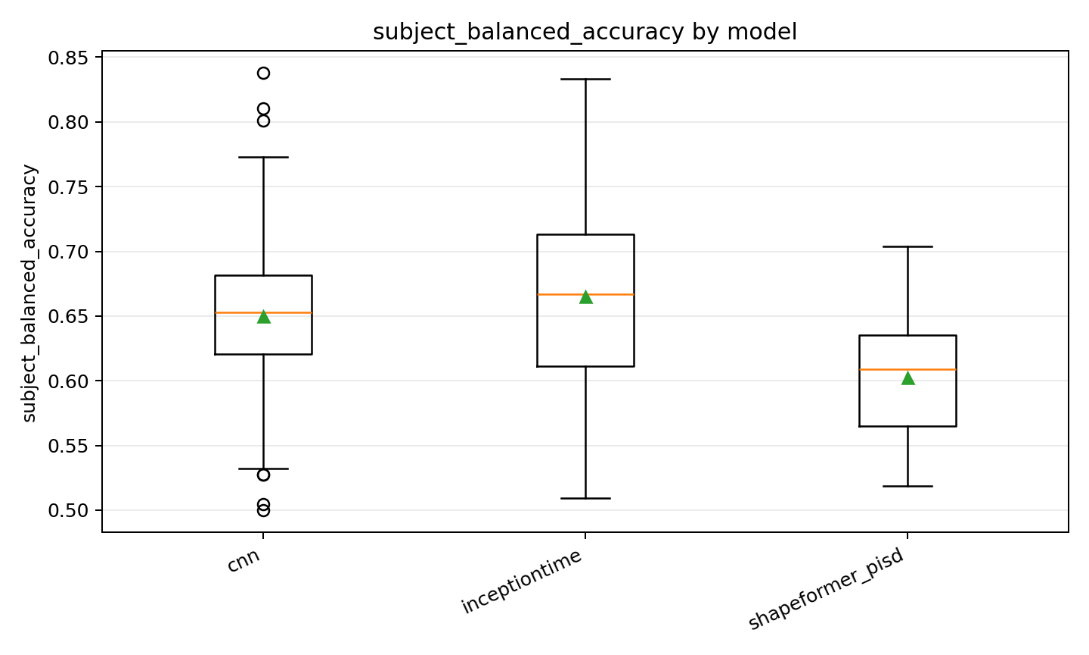 subject_balanced_accuracy by model
subject_balanced_accuracy
0.85
0.80
0.75
0.70
0.65
0.60
0.55
0.50
cnn
inceptiontime
shapeformer_pisd